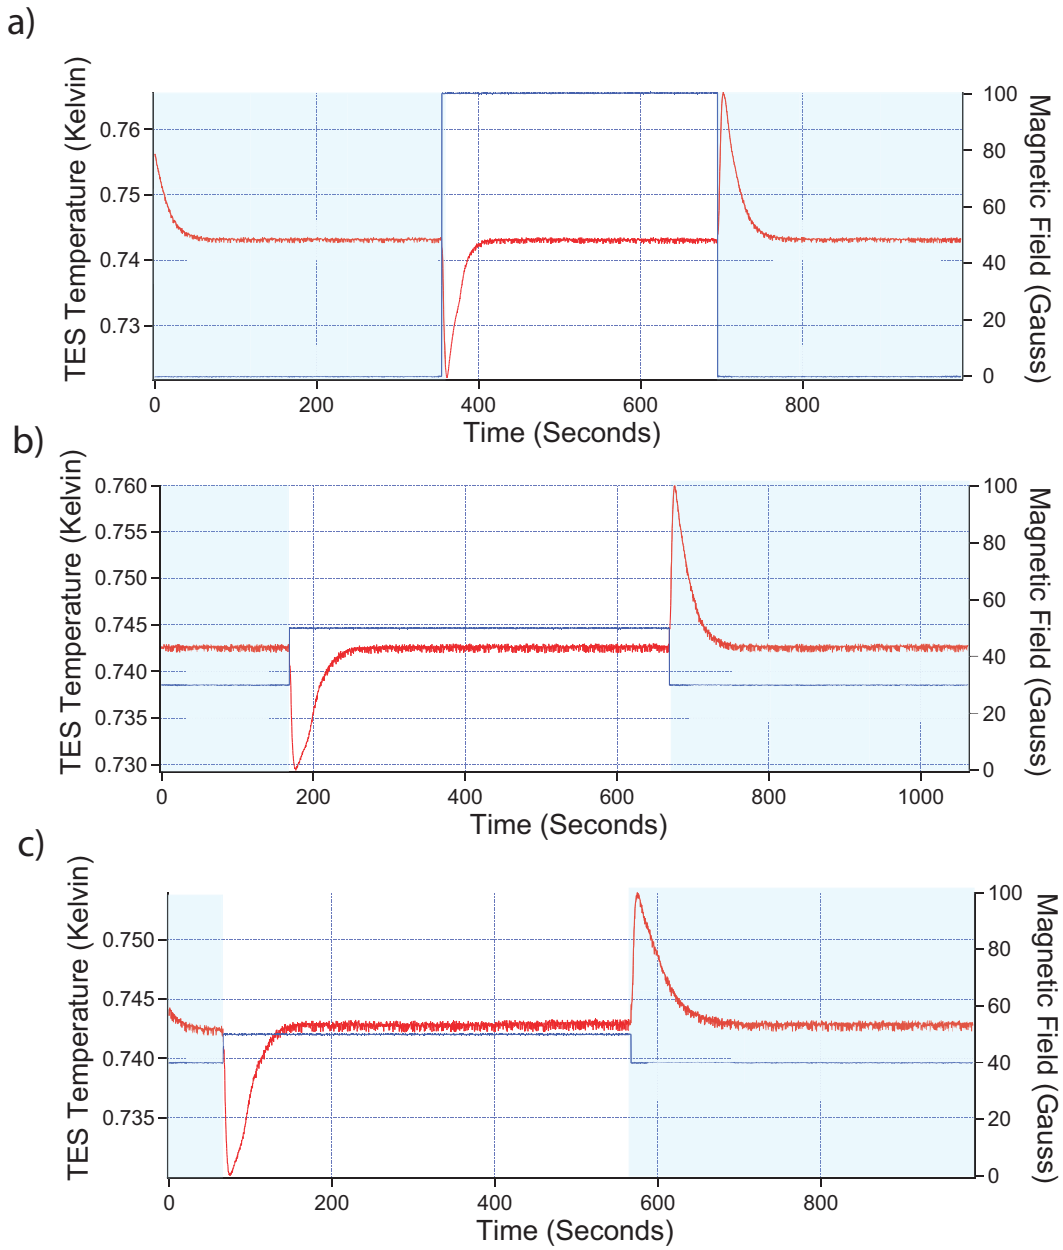 a)
TES Temperature (Kelvin)
0.76
0.75
0.74
0.73
100
80
60
40
20
0
Magnetic Field (Gauss)
0 200 400 600 800
Time (Seconds)
b)
TES Temperature (Kelvin)
0.760
0.755
0.750
0.745
0.740
0.735
0.730
100
80
60
40
20
0
Magnetic Field (Gauss)
0 200 400 600 800 1000
Time (Seconds)
c)
TES Temperature (Kelvin)
0.750
0.745
0.740
0.735
100
80
60
40
20
0
Magnetic Field (Gauss)
0 200 400 600 800
Time (Seconds)